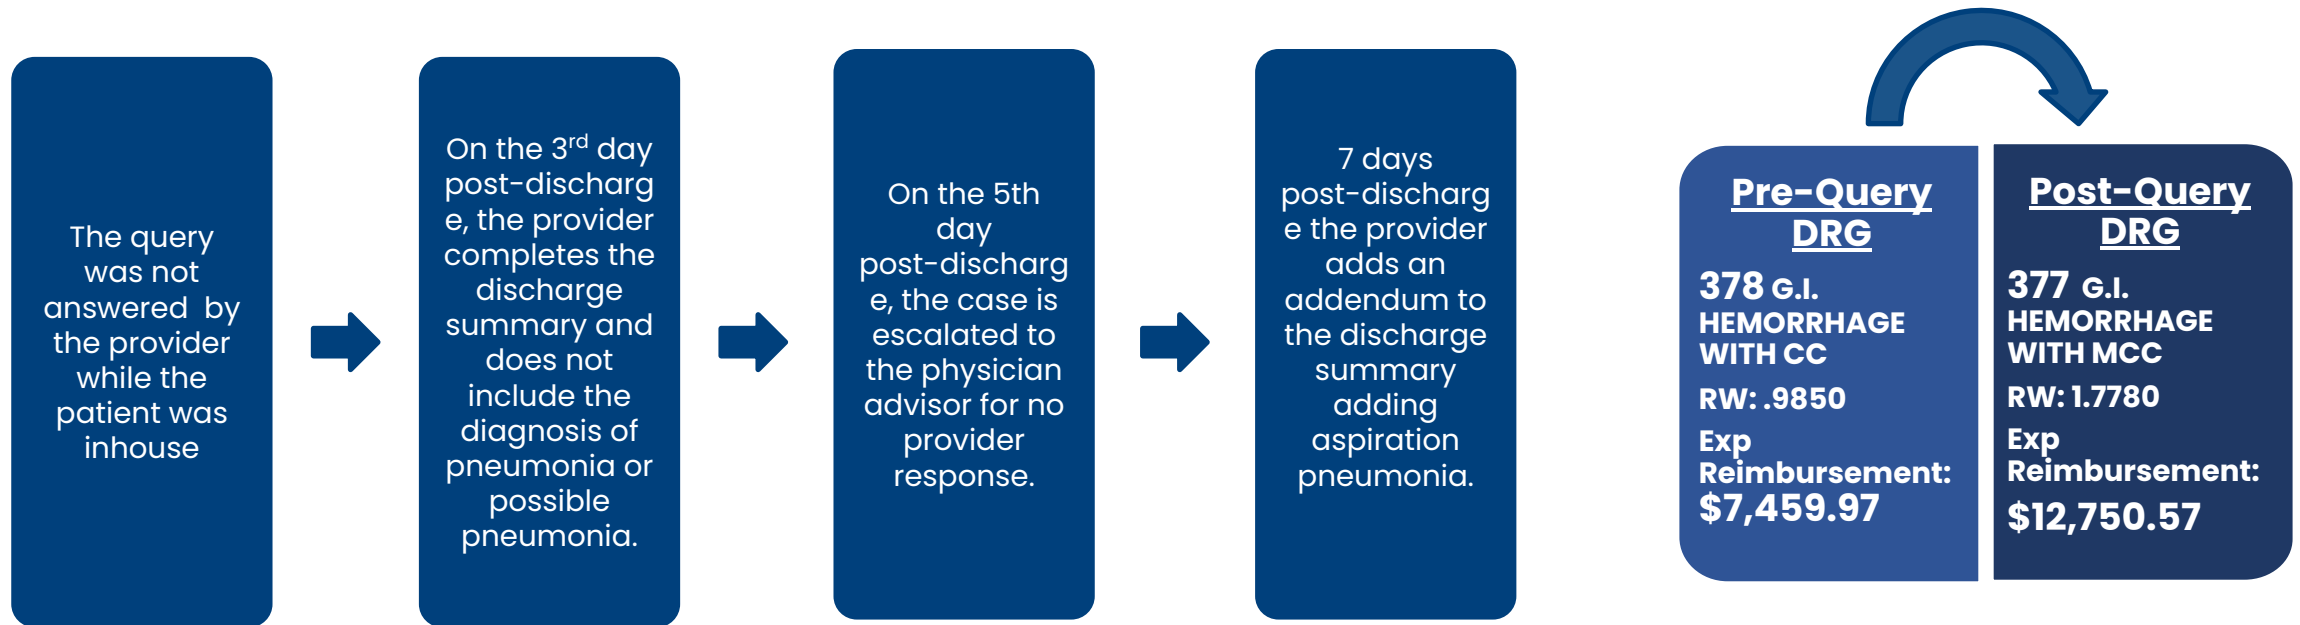 The query
was not
answered  by
the provider
while the
patient was
inhouse
On the 3rd day
post-discharg
e, the provider
completes the
discharge
summary and
does not
include the
diagnosis of
pneumonia or
possible
pneumonia.
On the 5th
day
post-discharg
e, the case is
escalated to
the physician
advisor for no
provider
response.
7 days
post-discharg
e the provider
adds an
addendum to
the discharge
summary
adding
aspiration
pneumonia.
Pre-Query
DRG
378 G.I.
HEMORRHAGE
WITH CC
RW: .9850
Exp
Reimbursement:
$7,459.97
Post-Query
DRG
377  G.I.
HEMORRHAGE
WITH MCC
RW: 1.7780
Exp
Reimbursement:
$12,750.57